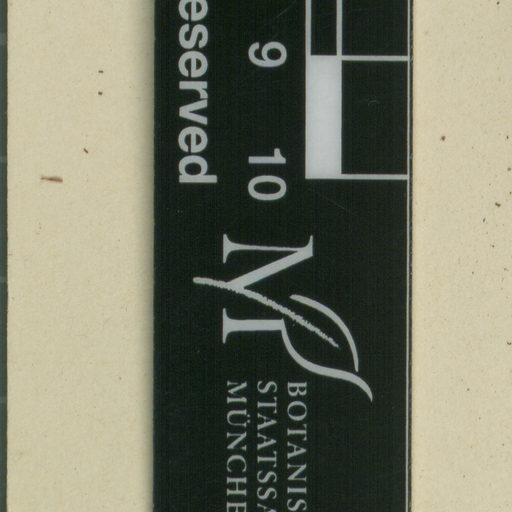 eserved
9 10
M
BOTANIS
STAATSSA
MÜNCHE